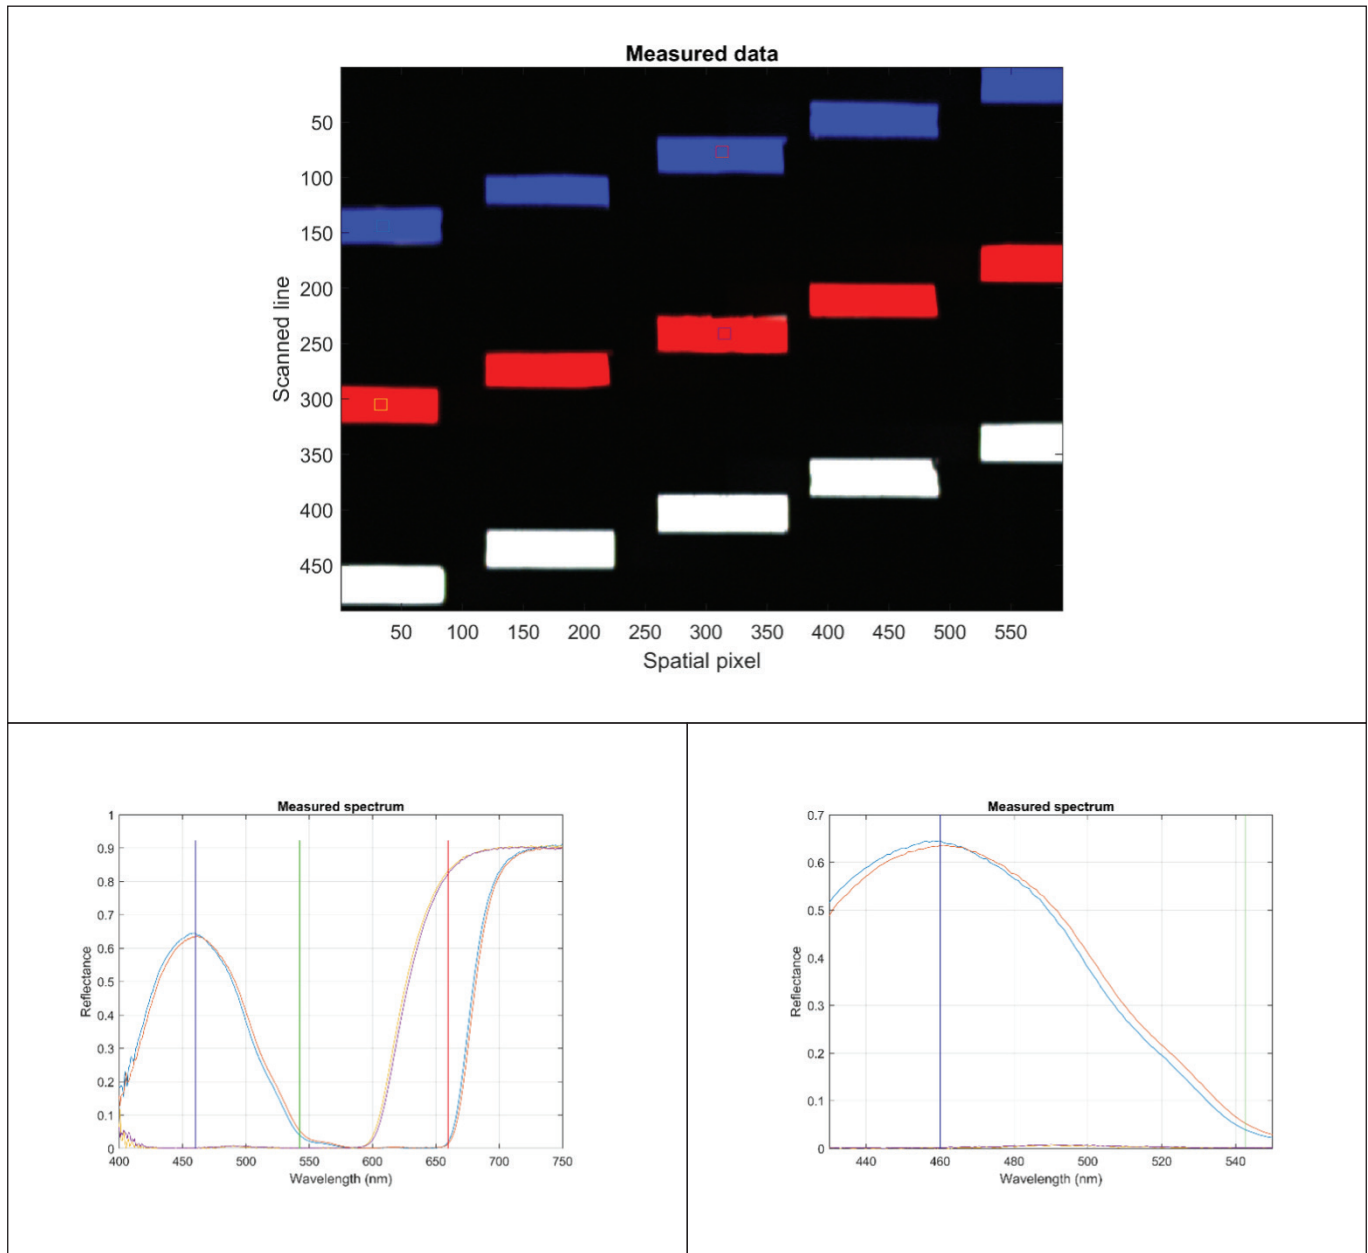 Measured data
50
100
150
200
250
300
350
400
450
Scanned line
50 100 150 200 250 300 350 400 450 500 550
Spatial pixel
Measured spectrum
1
0.9
0.8
0.7
0.6
0.5
0.4
0.3
0.2
0.1
0
Reflectance
400 450 500 550 600 650 700 750
Wavelength (nm)
Measured spectrum
0.7
0.6
0.5
0.4
0.3
0.2
0.1
0
Reflectance
440 460 480 500 520 540
Wavelength (nm)